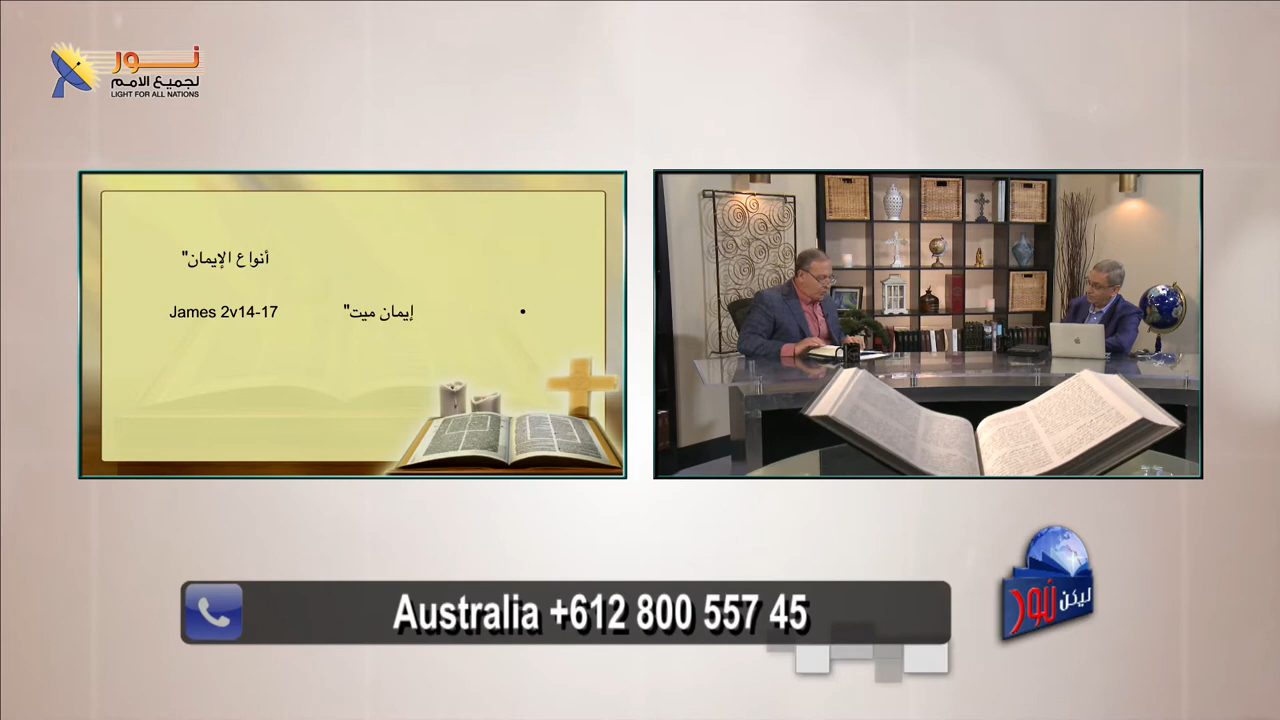 نور
لجميع الامم
LIGHT FOR ALL NATIONS
أنواع الإيمان"
• إيمان ميت" James 2v14-17
Australia +612 800 557 45
ليكن نور